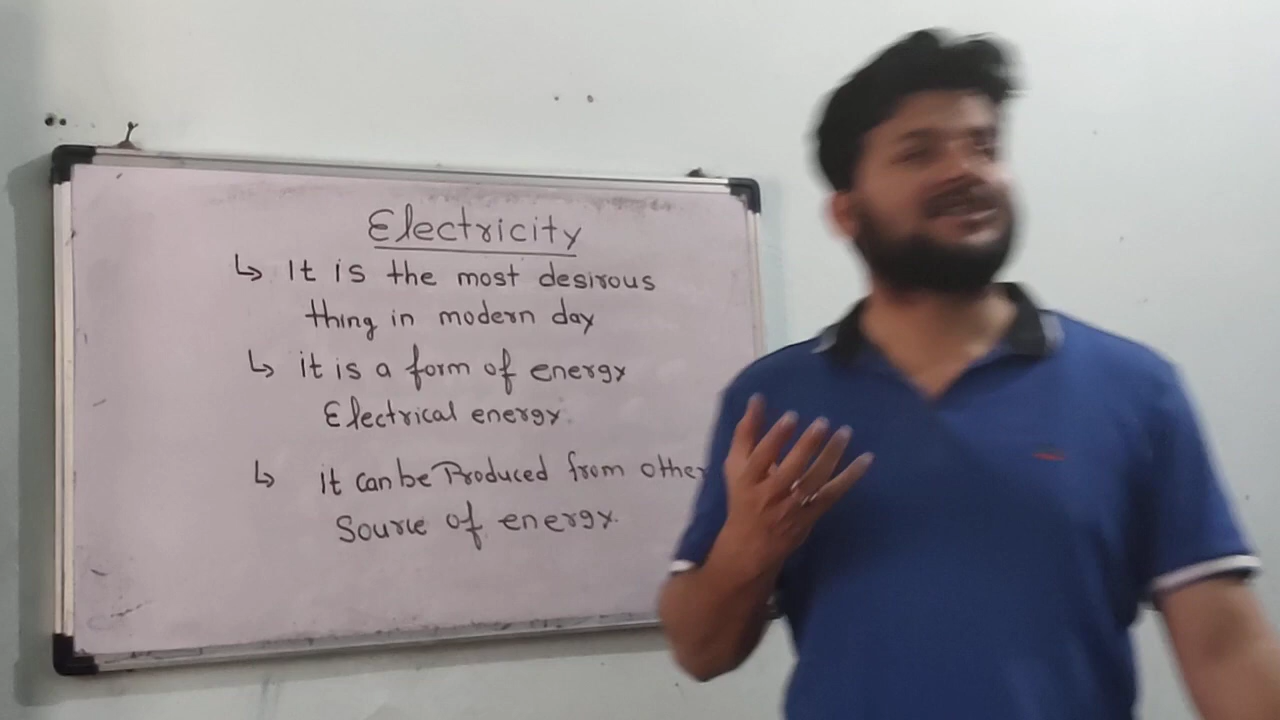 Electricity
↳ It is the most desirous
thing in modern day
↳ it is a form of energy
Electrical energy.
↳ it can be Produced from other
Source of energy.